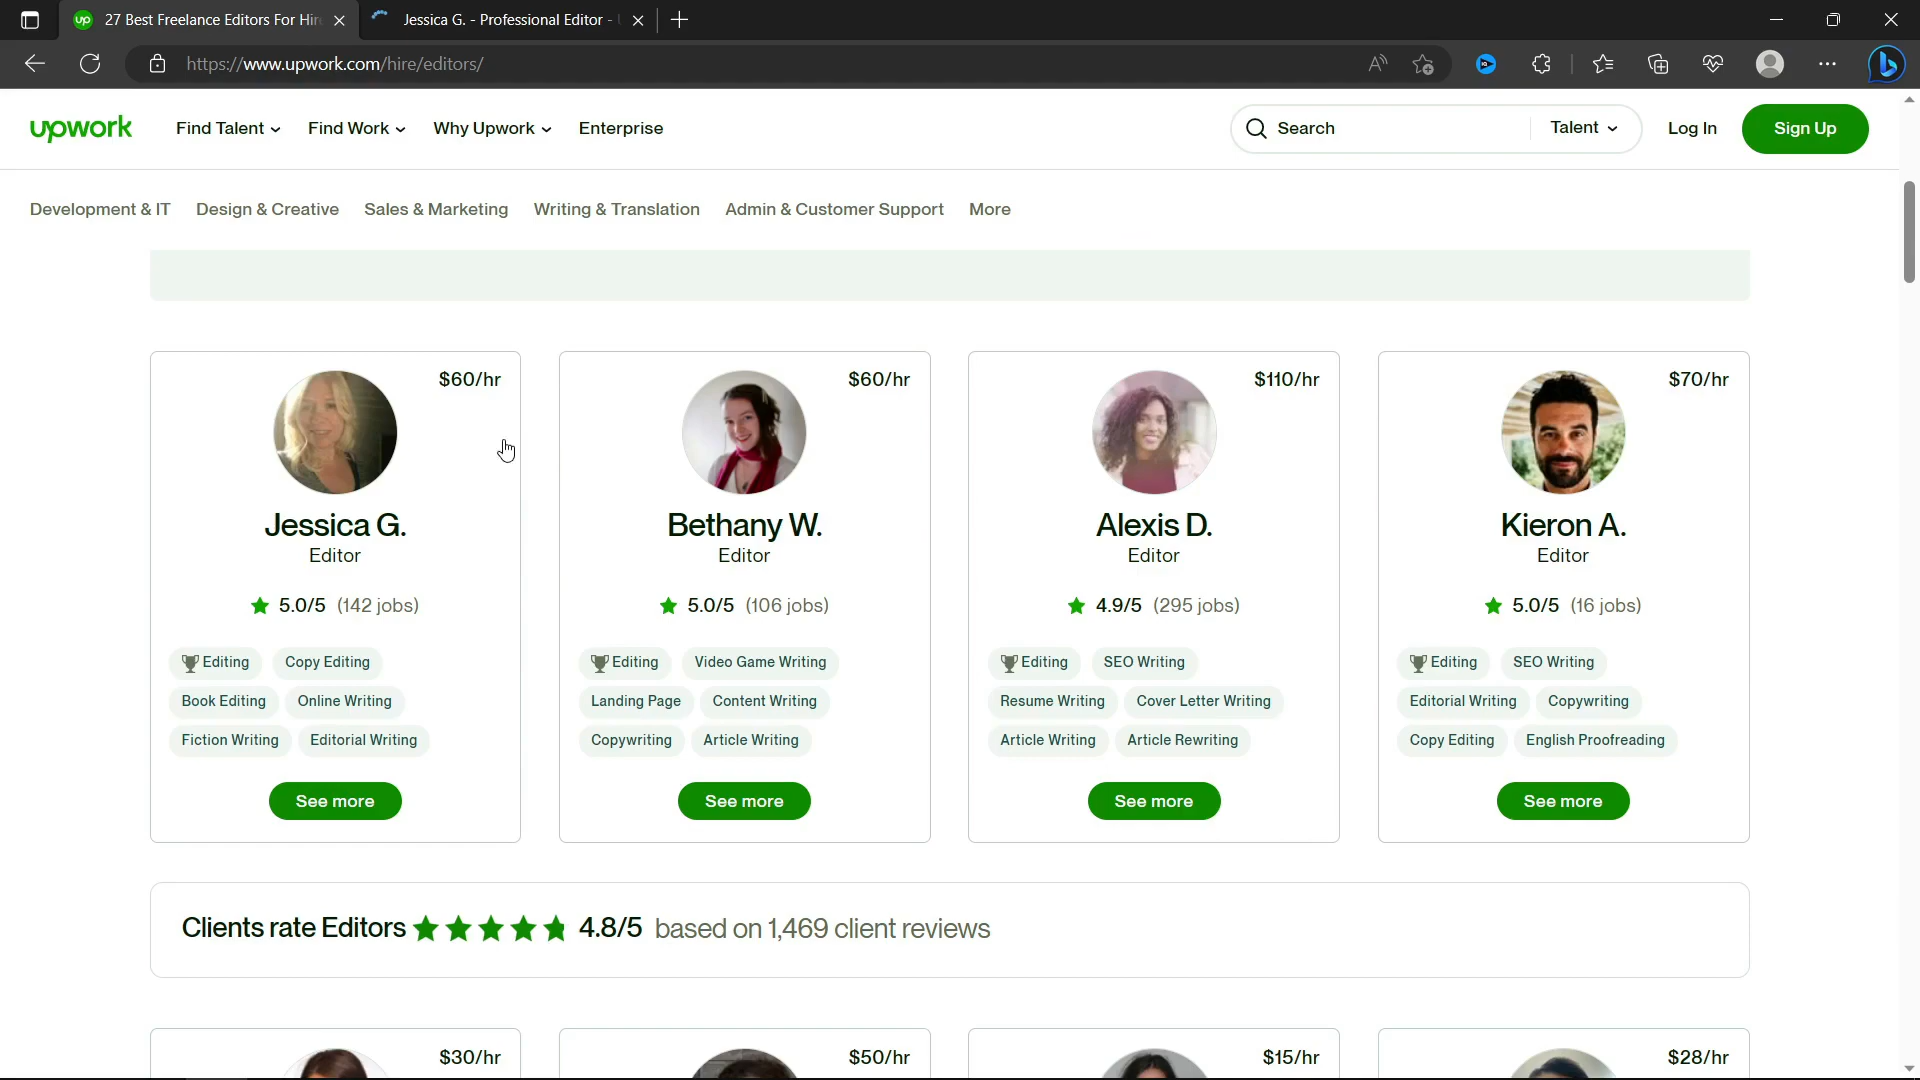 27 Best Freelance Editors For Hir
Jessica G. - Professional Editor -
https://www.upwork.com/hire/editors/
upwork
Find Talent
Find Work
Why Upwork
Enterprise
Search
Talent
Log In
Sign Up
Development & IT
Design & Creative
Sales & Marketing
Writing & Translation
Admin & Customer Support
More
$60/hr
Jessica G.
Editor
5.0/5 (142 jobs)
Editing
Copy Editing
Book Editing
Online Writing
Fiction Writing
Editorial Writing
See more
$60/hr
Bethany W.
Editor
5.0/5 (106 jobs)
Editing
Video Game Writing
Landing Page
Content Writing
Copywriting
Article Writing
See more
$110/hr
Alexis D.
Editor
4.9/5 (295 jobs)
Editing
SEO Writing
Resume Writing
Cover Letter Writing
Article Writing
Article Rewriting
See more
$70/hr
Kieron A.
Editor
5.0/5 (16 jobs)
Editing
SEO Writing
Editorial Writing
Copywriting
Copy Editing
English Proofreading
See more
Clients rate Editors 4.8/5 based on 1,469 client reviews
$30/hr
$50/hr
$15/hr
$28/hr